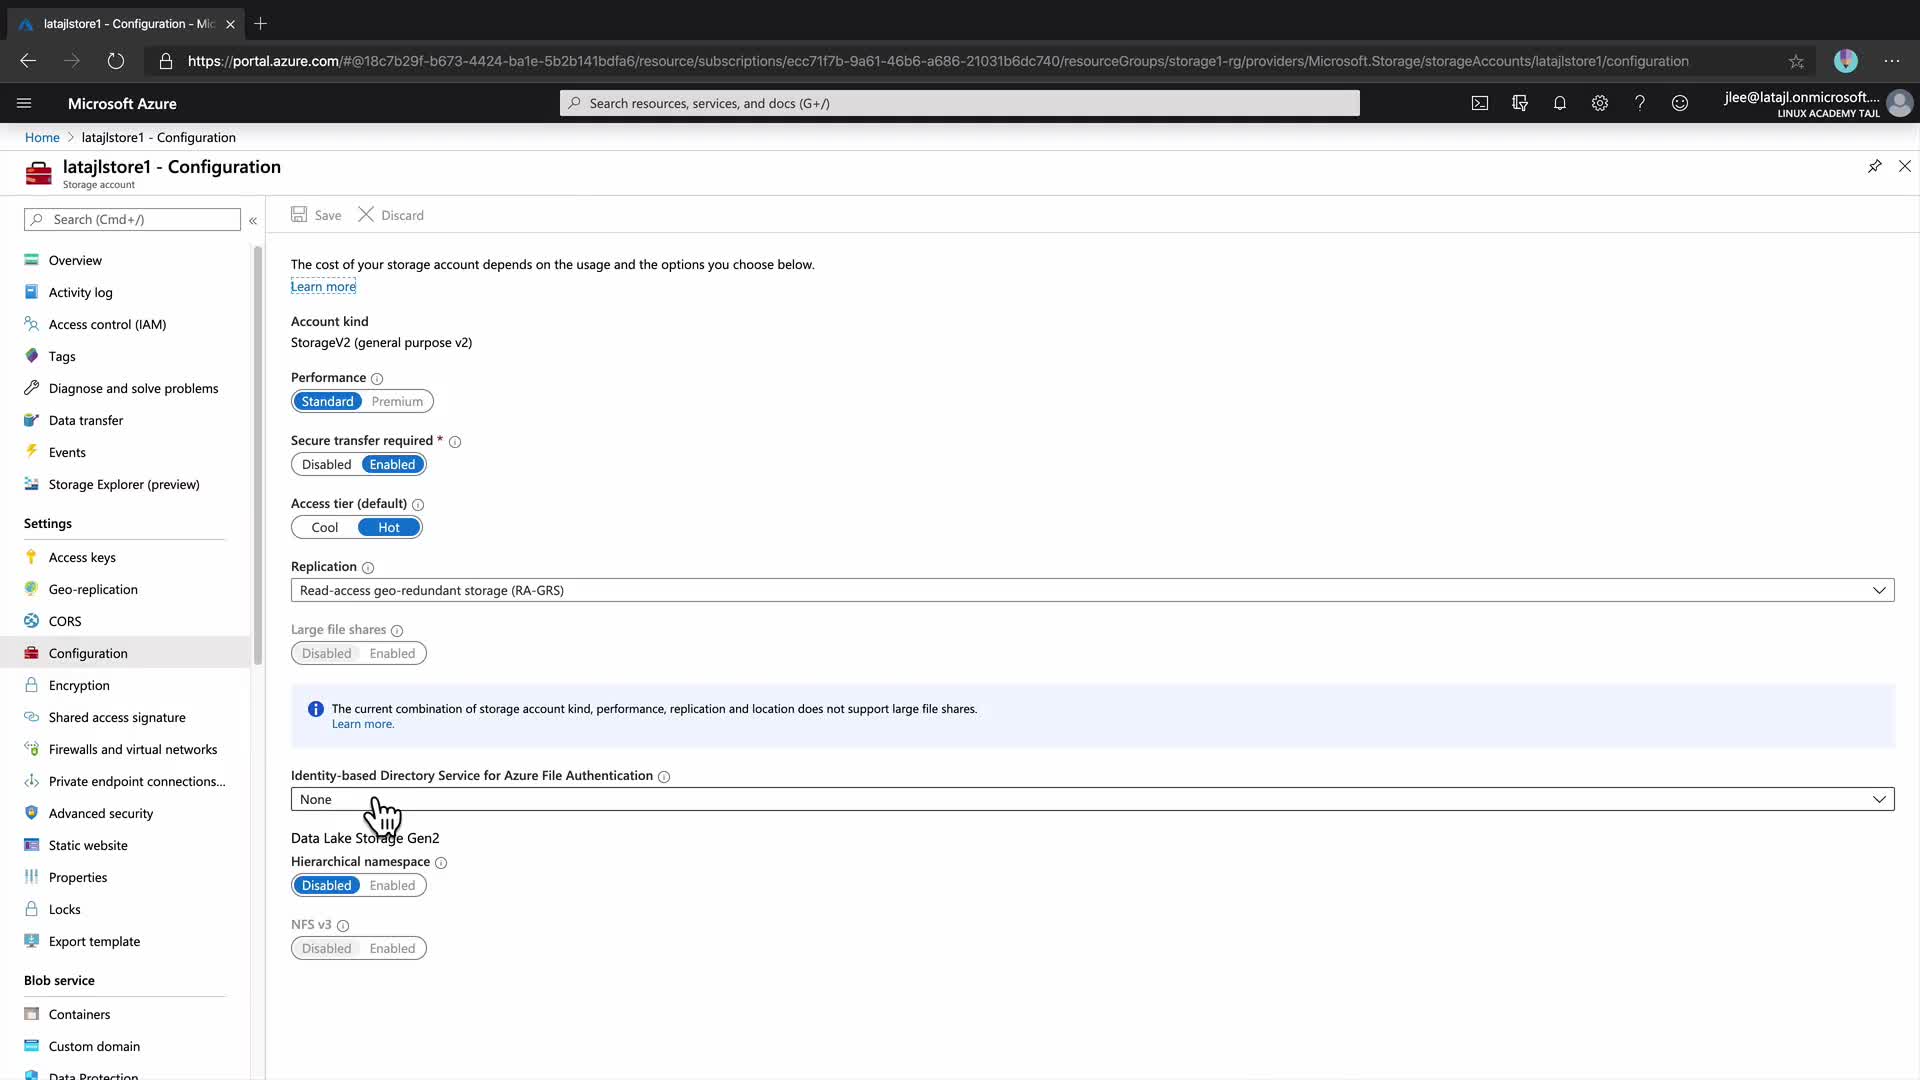 latajlstore1 - Configuration - Mic
https://portal.azure.com/#@18c7b29f-b673-4424-ba1e-5b2b141bdfa6/resource/subscriptions/ecc71f7b-9a61-46b6-a686-21031b6dc740/resourceGroups/storage1-rg/providers/Microsoft.Storage/storageAccounts/latajlstore1/configuration
Microsoft Azure
Search resources, services, and docs (G+/)
jlee@latajl.onmicrosoft....
LINUX ACADEMY TAJL
Home > latajlstore1 - Configuration
latajlstore1 - Configuration
Storage account
Search (Cmd+/)
«
Overview
Activity log
Access control (IAM)
Tags
Diagnose and solve problems
Data transfer
Events
Storage Explorer (preview)
Settings
Access keys
Geo-replication
CORS
Configuration
Encryption
Shared access signature
Firewalls and virtual networks
Private endpoint connections...
Advanced security
Static website
Properties
Locks
Export template
Blob service
Containers
Custom domain
Data Protection
Save
Discard
The cost of your storage account depends on the usage and the options you choose below.
Learn more
Account kind
StorageV2 (general purpose v2)
Performance
Standard Premium
Secure transfer required *
Disabled Enabled
Access tier (default)
Cool Hot
Replication
Read-access geo-redundant storage (RA-GRS)
Large file shares
Disabled Enabled
The current combination of storage account kind, performance, replication and location does not support large file shares.
Learn more.
Identity-based Directory Service for Azure File Authentication
None
Data Lake Storage Gen2
Hierarchical namespace
Disabled Enabled
NFS v3
Disabled Enabled